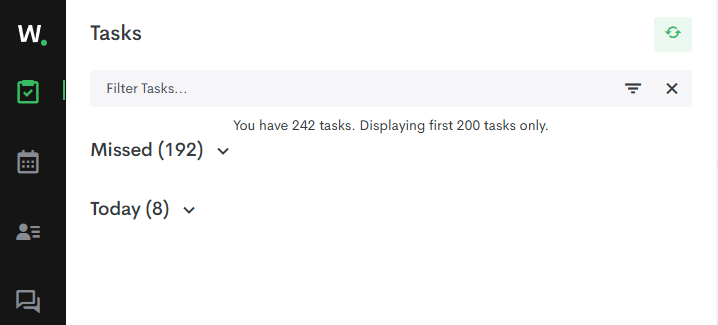 W.
Tasks
Filter Tasks...
You have 242 tasks. Displaying first 200 tasks only.
Missed (192)
Today (8)